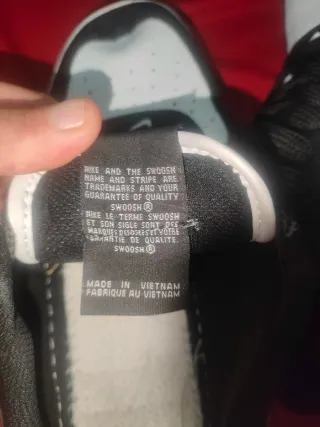 NIKE AND THE SWOOSH
NAME AND STRIPE ARE
TRADEMARKS AND YOUR
GUARANTEE OF QUALITY
SWOOSH®
NIKE LE TERME SWOOSH
ET SON SIGLE SONT DES
MARQUES DEPOSEES ET VOTRE
GARANTIE DE QUALITE.
SWOOSH®
MADE IN VIETNAM
FABRIQUE AU VIETNAM